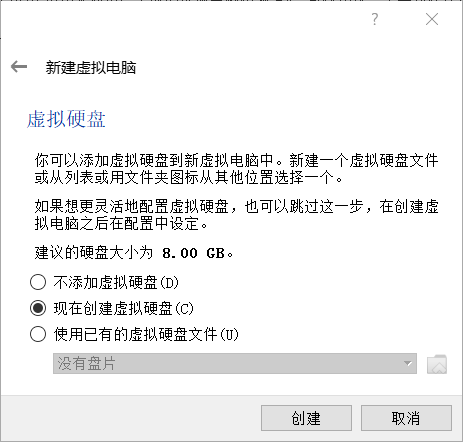 ?
新建虚拟电脑
虚拟硬盘
你可以添加虚拟硬盘到新虚拟电脑中。新建一个虚拟硬盘文件
或从列表或用文件夹图标从其他位置选择一个。
如果想更灵活地配置虚拟硬盘，也可以跳过这一步，在创建虚
拟电脑之后在配置中设定。
建议的硬盘大小为 8.00 GB。
不添加虚拟硬盘(D)
现在创建虚拟硬盘(C)
使用已有的虚拟硬盘文件(U)
没有盘片
创建
取消